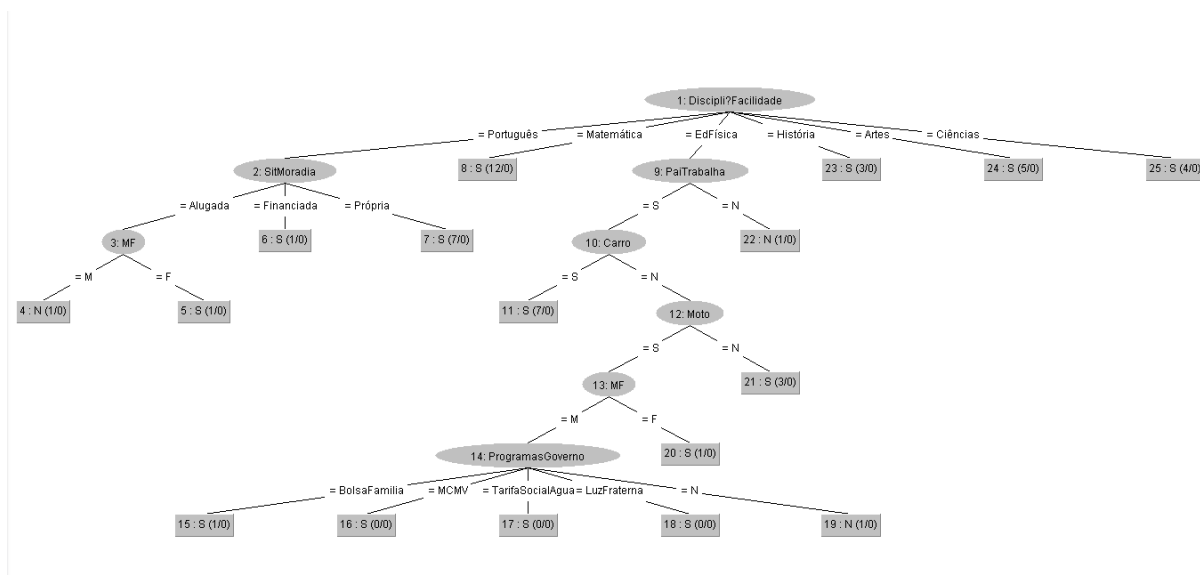 1: Discipli?Facilidade
= Português
= Matemática
= EdFísica
= História
= Artes
= Ciências
2: SitMoradia
8 : S (12/0)
9: PaiTrabalha
23 : S (3/0)
24 : S (5/0)
25 : S (4/0)
= Alugada
= Financiada
= Própria
= S
= N
3: MF
6 : S (1/0)
7 : S (7/0)
10: Carro
22 : N (1/0)
= M
= F
= S
= N
4 : N (1/0)
5 : S (1/0)
11 : S (7/0)
12: Moto
= S
= N
13: MF
21 : S (3/0)
= M
= F
14: ProgramasGoverno
20 : S (1/0)
= BolsaFamilia
= MCMV
= TarifaSocialAgua
= LuzFraterna
= N
15 : S (1/0)
16 : S (0/0)
17 : S (0/0)
18 : S (0/0)
19 : N (1/0)